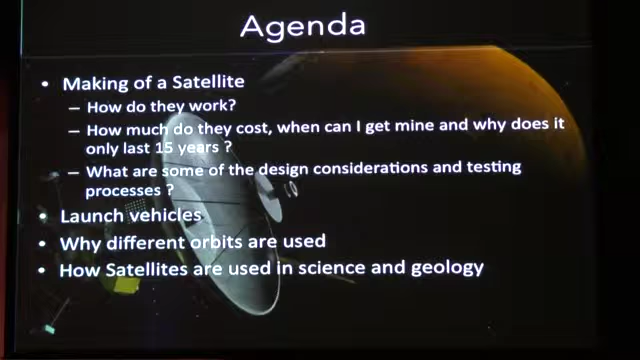 Agenda
• Making of a Satellite
– How do they work?
– How much do they cost, when can I get mine and why does it
only last 15 years ?
– What are some of the design considerations and testing
processes ?
• Launch vehicles
• Why different orbits are used
• How Satellites are used in science and geology